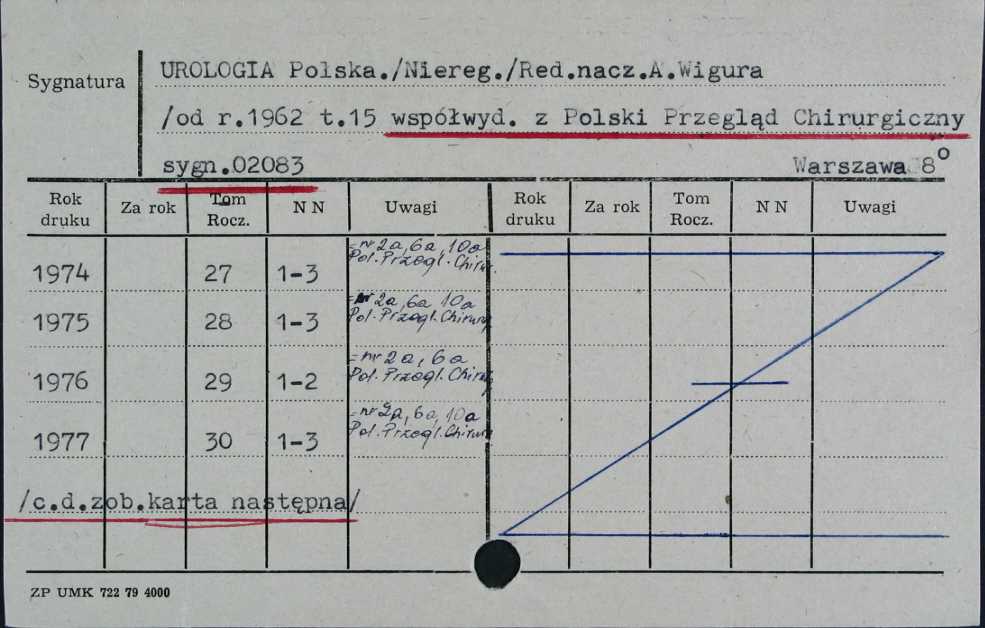 UROLOGIA Polska./Niereg./Red.nacz.A.Wigura
Sygnatura
/od r.1962 t.15 współwyd. z Polski Przegląd Chirurgiczny
sygn.02083 Warszawa 8°
Rok druku Za rok Tom Rocz. N N Uwagi Rok druku Za rok Tom Rocz. N N Uwagi
1974 27 1-3 =nr 2a, 6a, 10a Pol. Przegl. Chirur.
1975 28 1-3 =nr 2a, 6a 10a Pol. Przegl. Chirurg
1976 29 1-2 =nr 2a, 6a Pol. Przegl. Chirurg
1977 30 1-3 =nr 2a, 6a, 10a Pol. Przegl. Chirurg
/c.d.zob.karta następna/
ZP UMK 722 79 4000